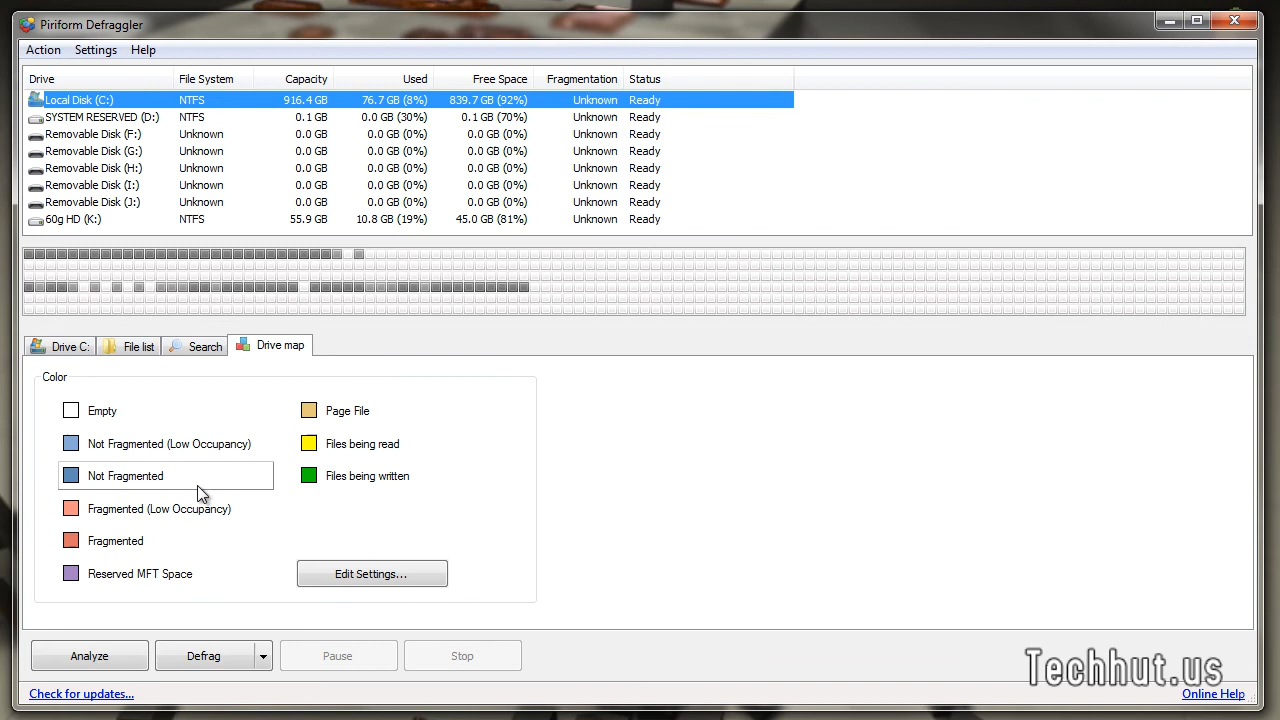 Piriform Defraggler
Action Settings Help
Drive File System Capacity Used Free Space Fragmentation Status
Local Disk (C:) NTFS 916.4 GB 76.7 GB (8%) 839.7 GB (92%) Unknown Ready
SYSTEM RESERVED (D:) NTFS 0.1 GB 0.0 GB (30%) 0.1 GB (70%) Unknown Ready
Removable Disk (F:) Unknown 0.0 GB 0.0 GB (0%) 0.0 GB (0%) Unknown Ready
Removable Disk (G:) Unknown 0.0 GB 0.0 GB (0%) 0.0 GB (0%) Unknown Ready
Removable Disk (H:) Unknown 0.0 GB 0.0 GB (0%) 0.0 GB (0%) Unknown Ready
Removable Disk (I:) Unknown 0.0 GB 0.0 GB (0%) 0.0 GB (0%) Unknown Ready
Removable Disk (J:) Unknown 0.0 GB 0.0 GB (0%) 0.0 GB (0%) Unknown Ready
60g HD (K:) NTFS 55.9 GB 10.8 GB (19%) 45.0 GB (81%) Unknown Ready
Drive C: File list Search Drive map
Color
Empty Page File
Not Fragmented (Low Occupancy) Files being read
Not Fragmented Files being written
Fragmented (Low Occupancy)
Fragmented
Reserved MFT Space Edit Settings...
Analyze Defrag Pause Stop
Techhut.us
Check for updates... Online Help